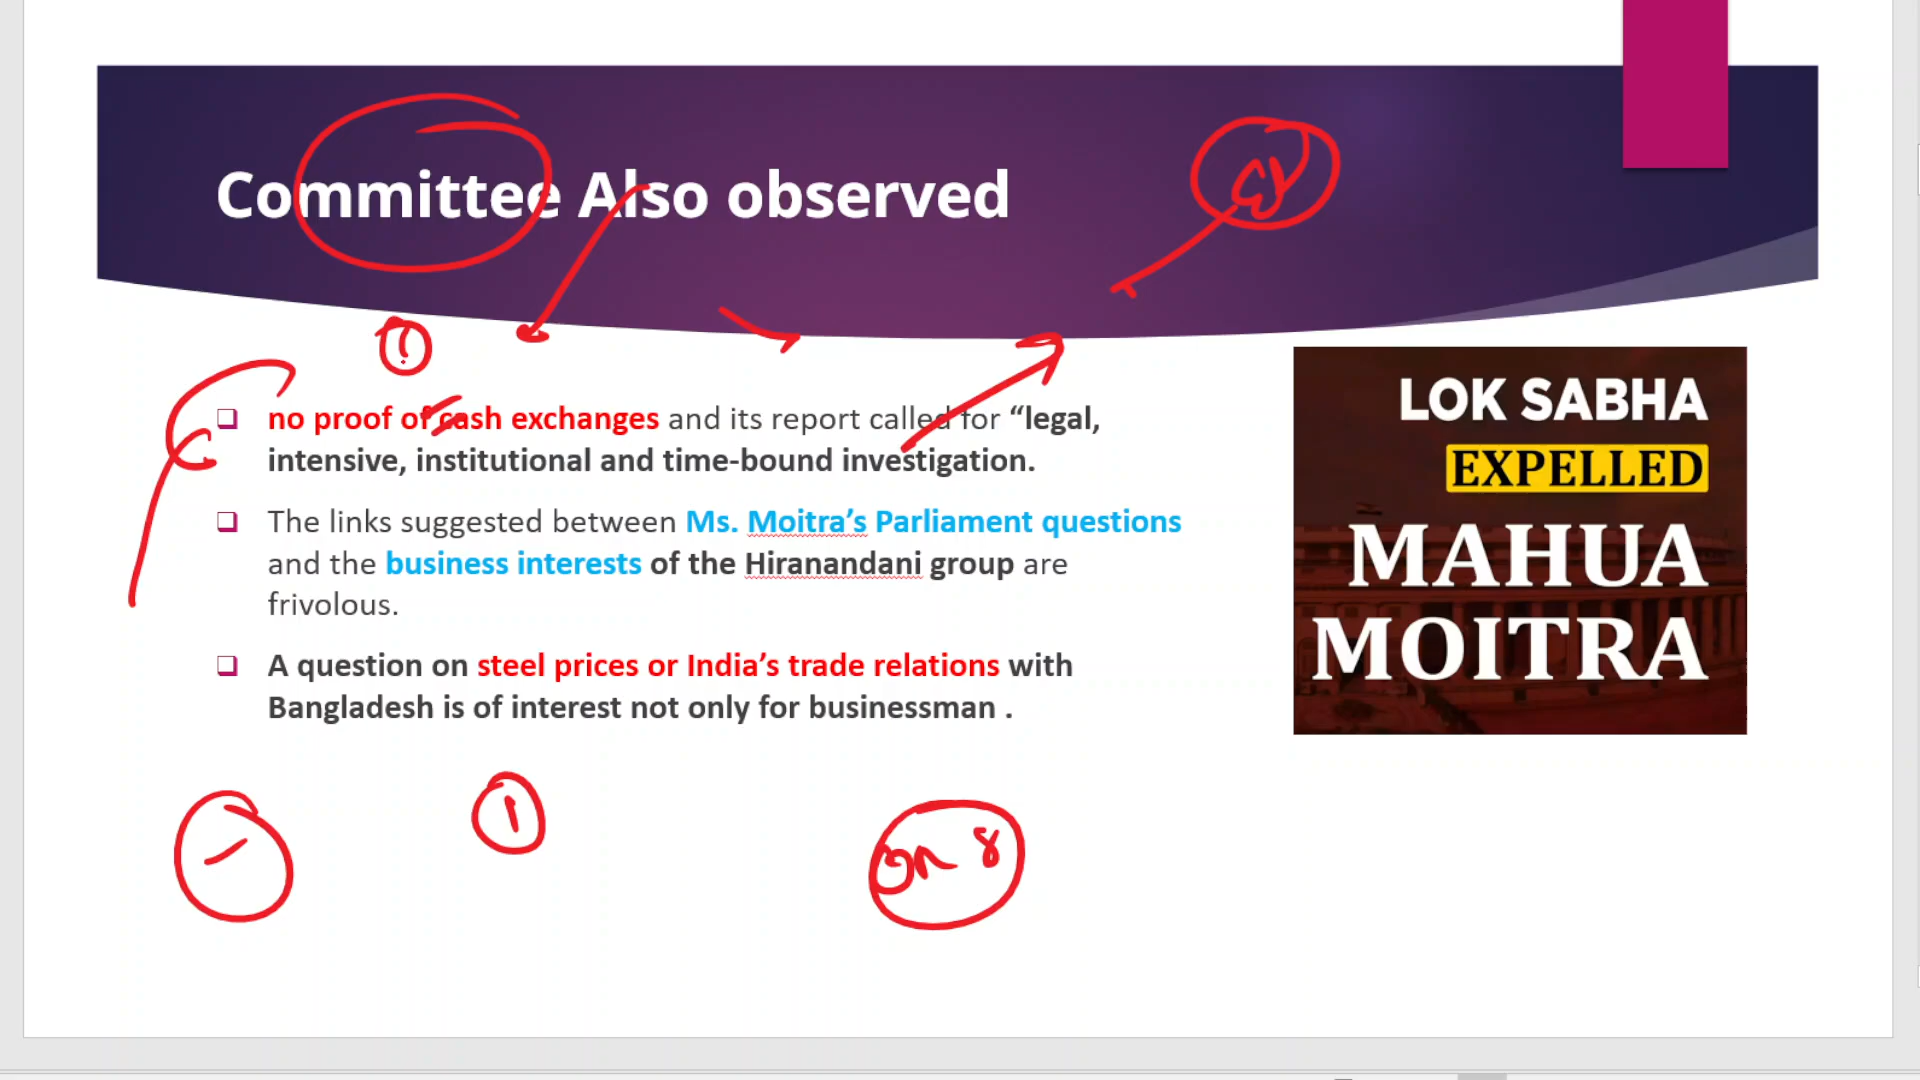 Committee Also observed
no proof of cash exchanges and its report called for “legal,
intensive, institutional and time-bound investigation.
The links suggested between Ms. Moitra’s Parliament questions
and the business interests of the Hiranandani group are
frivolous.
A question on steel prices or India’s trade relations with
Bangladesh is of interest not only for businessman .
LOK SABHA
EXPELLED
MAHUA
MOITRA
1